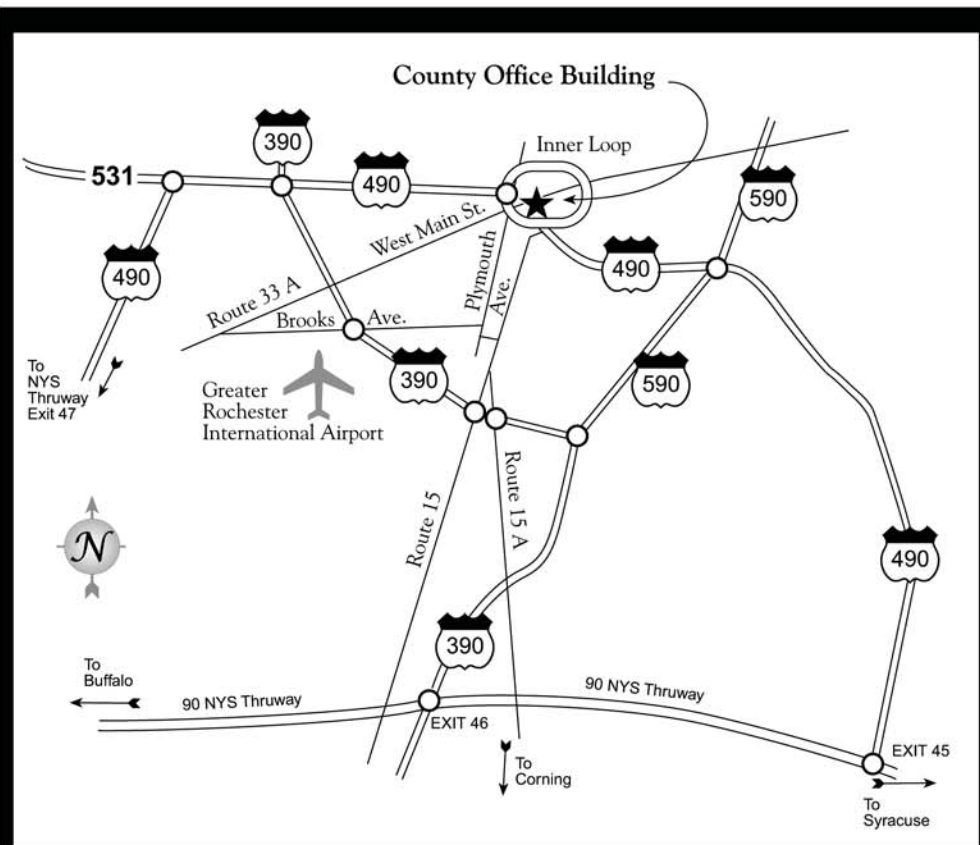 County Office Building
390
Inner Loop
531
490
590
West Main St.
490
490
Plymouth
Ave.
Route 33 A
Brooks Ave.
To
NYS
Thruway
Exit 47
390
590
Greater
Rochester
International Airport
Route 15
Route 15 A
N
490
390
To
Buffalo
90 NYS Thruway
90 NYS Thruway
EXIT 46
EXIT 45
To
Corning
To
Syracuse